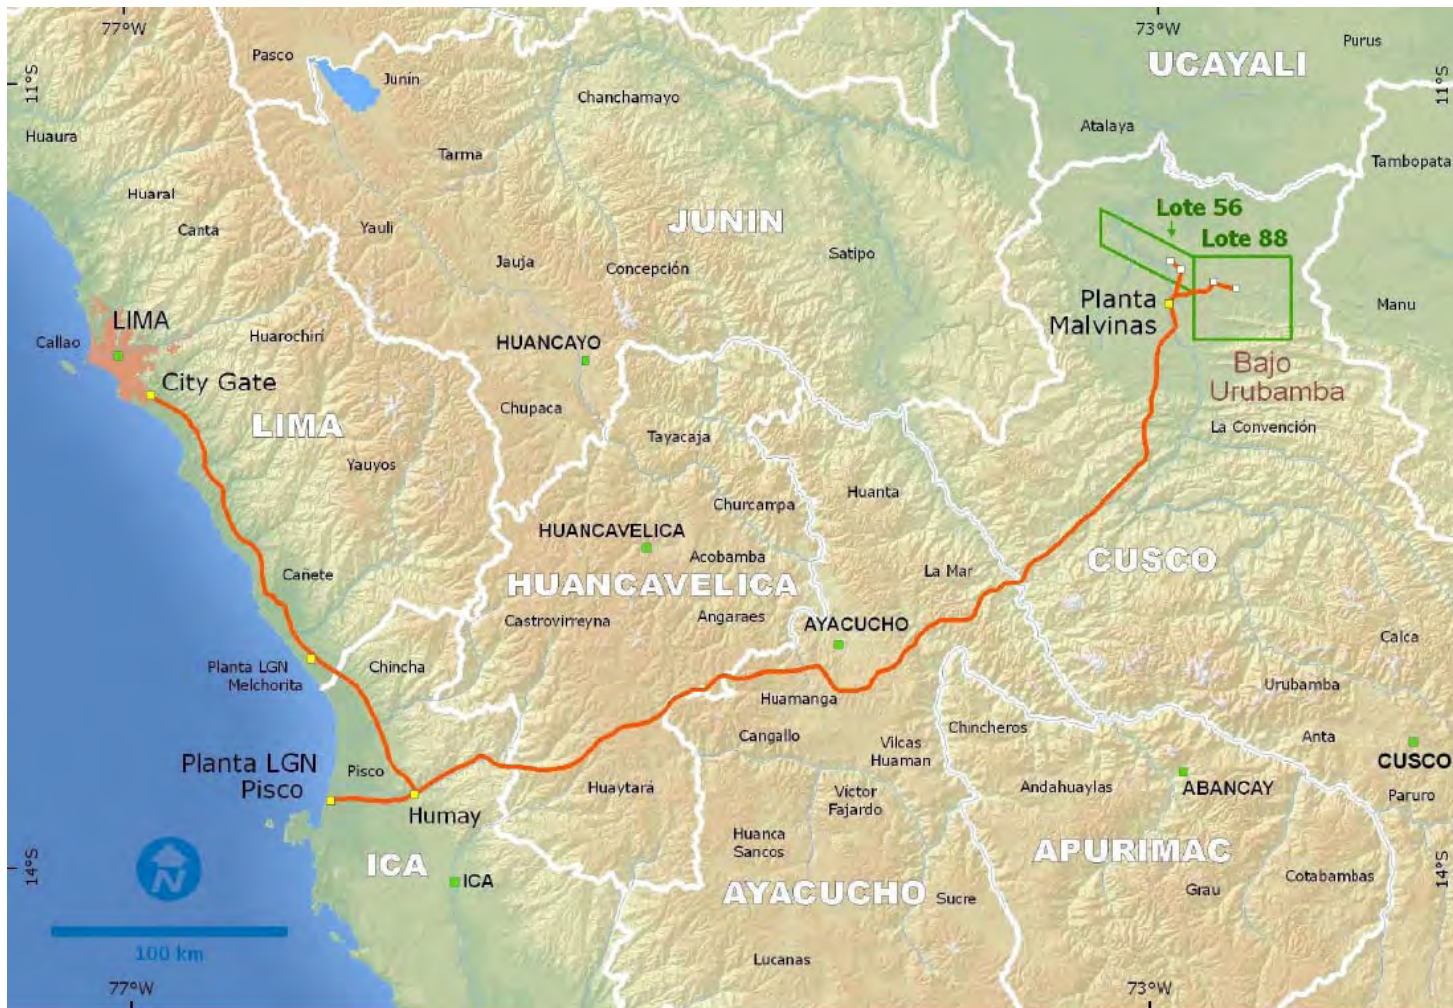 77°W
73°W
Purus
Pasco
UCAYALI
11°S
Junín
11°S
Chanchamayo
Huaura
Atalaya
Tarma
Tambopata
Huaral
Lote 56
Canta
Yauli
JUNIN
Lote 88
Jauja
Concepción
Satipo
Planta
Malvinas
Manu
LIMA
Callao
Huarochirí
HUANCAYO
City Gate
Bajo
Urubamba
Chupaca
LIMA
La Convención
Tayacaja
Yauyos
Huanta
Churcampa
HUANCAVELICA
Acobamba
CUSCO
Cañete
La Mar
HUANCAVELICA
Castrovirreyna
Angaraes
AYACUCHO
Calca
Planta LGN
Melchorita
Chincha
Urubamba
Huamanga
Chincheros
Cangallo
Anta
Vilcas
Huaman
Planta LGN
Pisco
Pisco
CUSCO
Huaytará
Victor
Fajardo
Andahuaylas
ABANCAY
Paruro
Humay
Huanca
Sancos
APURIMAC
ICA
14°S
14°S
ICA
AYACUCHO
Sucre
Grau
Cotabambas
N
100 km
Lucanas
77°W
73°W